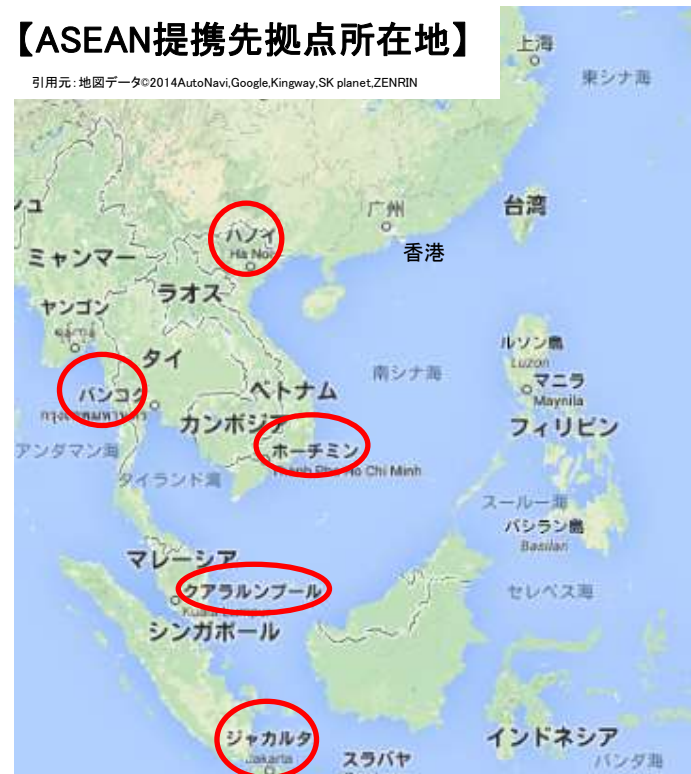 【ASEAN提携先拠点所在地】
引用元：地図データ©2014AutoNavi,Google,Kingway,SK planet,ZENRIN
上海
東シナ海
广州
台湾
ハノイ
Ha Noi
香港
ミャンマー
ラオス
ヤンゴン
タイ
ルソン島
Luzon
南シナ海
マニラ
Maynila
バンコク
ベトナム
カンボジア
フィリピン
アンダマン海
ホーチミン
Thanh Pho Ho Chi Minh
タイランド湾
スールー海
バシラン島
Basilan
マレーシア
クアラルンプール
Kuala Lumpur
セレベス海
シンガポール
ジャカルタ
Jakarta
スラバヤ
インドネシア
バンダ海